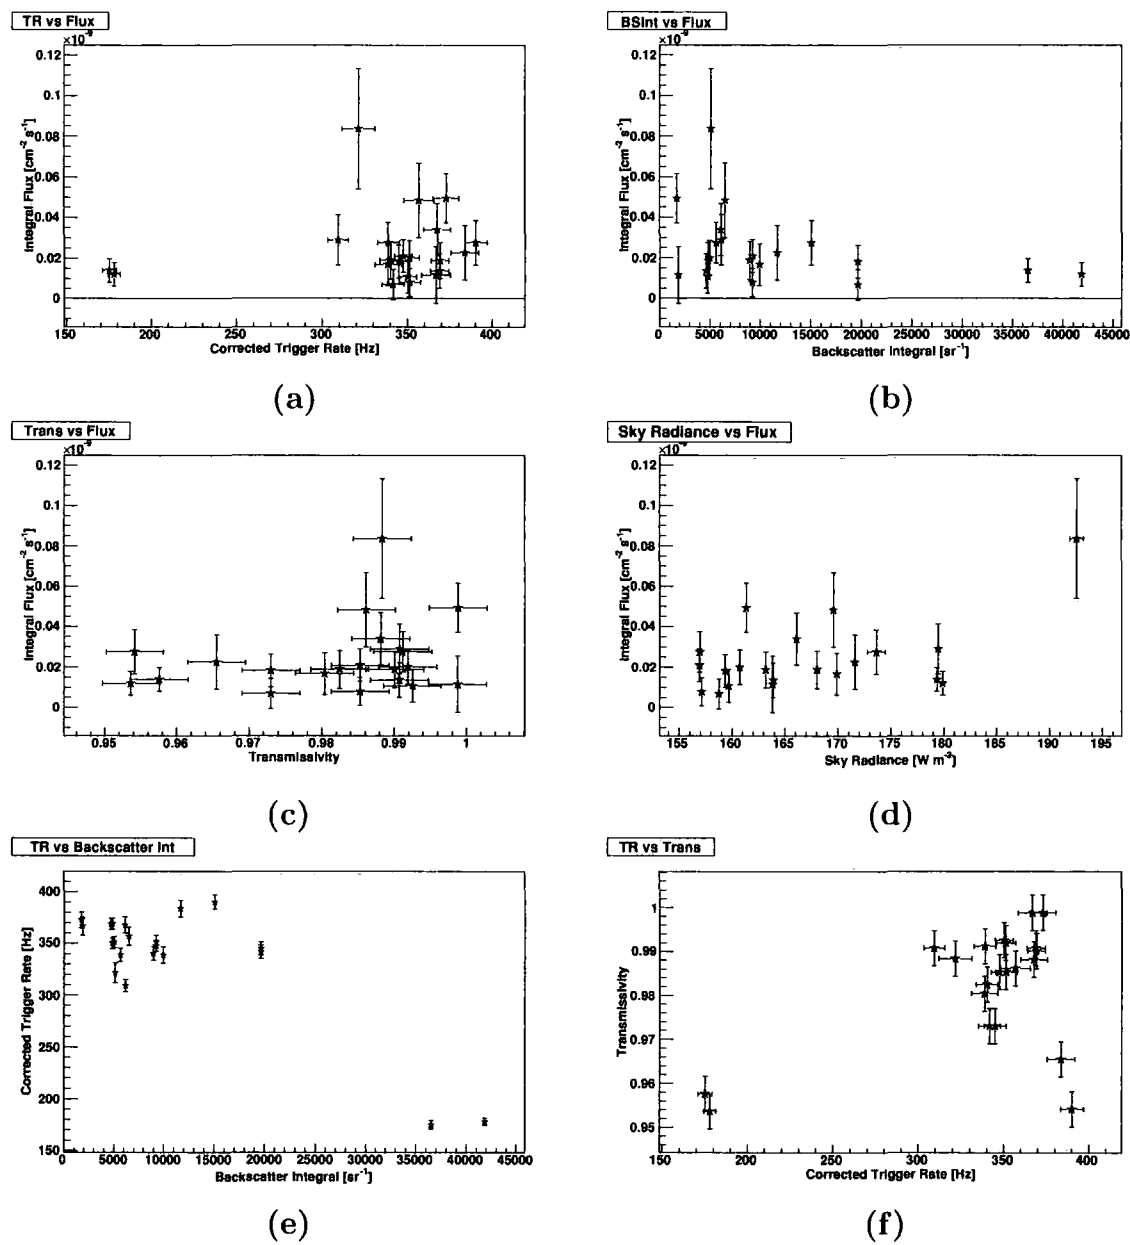 TR vs Flux
×10⁻⁹
Integral Flux [cm⁻² s⁻¹]
0.12
0.1
0.08
0.06
0.04
0.02
0
150 200 250 300 350 400
Corrected Trigger Rate [Hz]
(a)
BSInt vs Flux
×10⁻⁹
Integral Flux [cm⁻² s⁻¹]
0.12
0.1
0.08
0.06
0.04
0.02
0
0 5000 10000 15000 20000 25000 30000 35000 40000 45000
Backscatter Integral [sr⁻¹]
(b)
Trans vs Flux
×10⁻⁹
Integral Flux [cm⁻² s⁻¹]
0.12
0.1
0.08
0.06
0.04
0.02
0
0.95 0.96 0.97 0.98 0.99 1
Transmissivity
(c)
Sky Radiance vs Flux
×10⁻⁹
Integral Flux [cm⁻² s⁻¹]
0.12
0.1
0.08
0.06
0.04
0.02
0
155 160 165 170 175 180 185 190 195
Sky Radiance [W m⁻²]
(d)
TR vs Backscatter Int
Corrected Trigger Rate [Hz]
400
350
300
250
200
150
0 5000 10000 15000 20000 25000 30000 35000 40000 45000
Backscatter Integral [sr⁻¹]
(e)
TR vs Trans
Transmissivity
1
0.99
0.98
0.97
0.96
0.95
150 200 250 300 350 400
Corrected Trigger Rate [Hz]
(f)